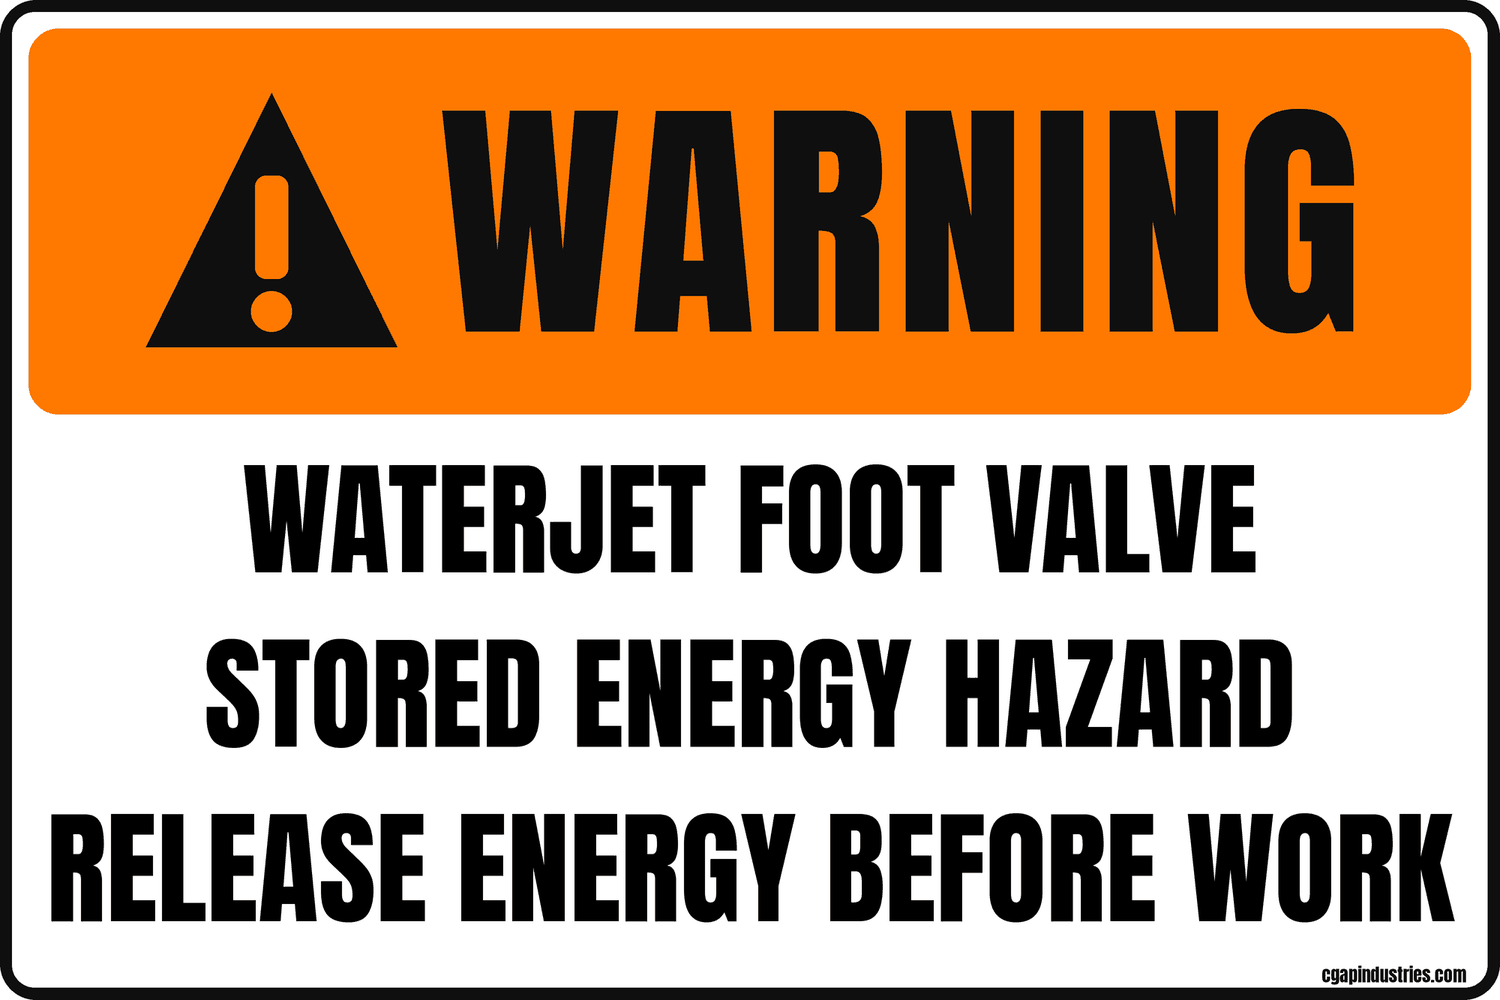 WARNING
WATERJET FOOT VALVE
STORED ENERGY HAZARD
RELEASE ENERGY BEFORE WORK
cgapindustries.com